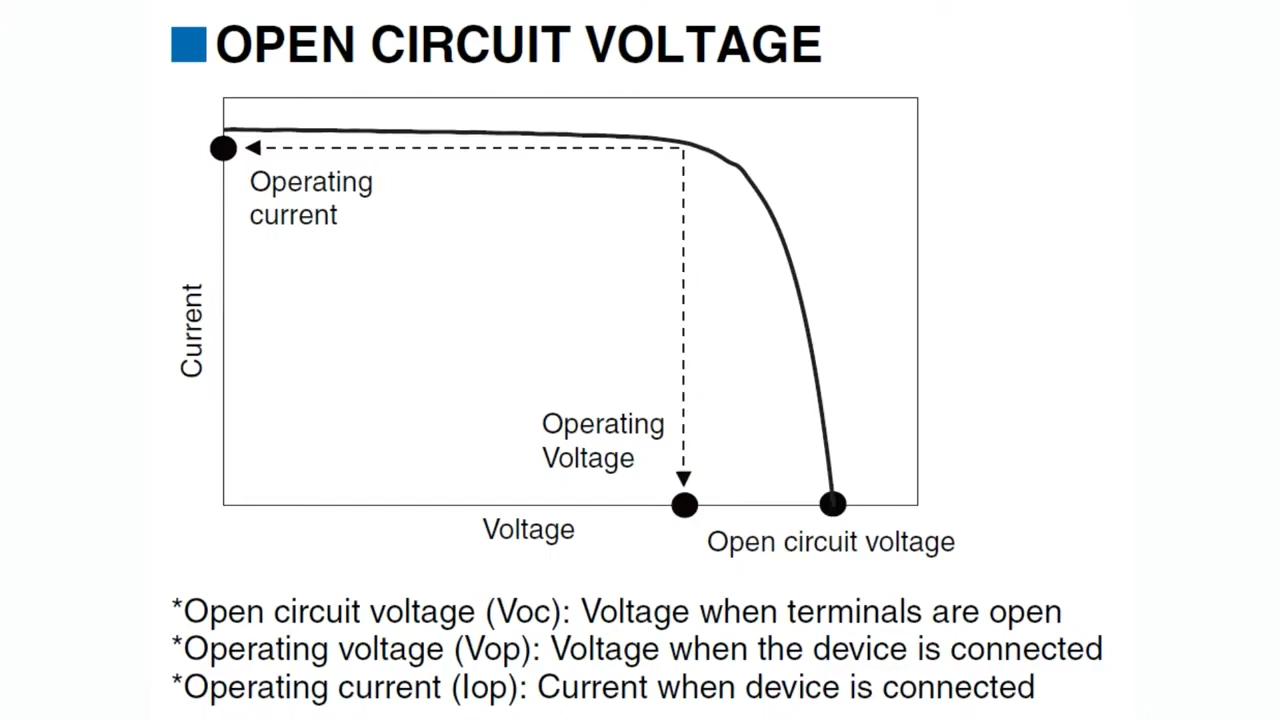 OPEN CIRCUIT VOLTAGE
Operating
current
Current
Operating
Voltage
Voltage
Open circuit voltage
*Open circuit voltage (Voc): Voltage when terminals are open
*Operating voltage (Vop): Voltage when the device is connected
*Operating current (Iop): Current when device is connected